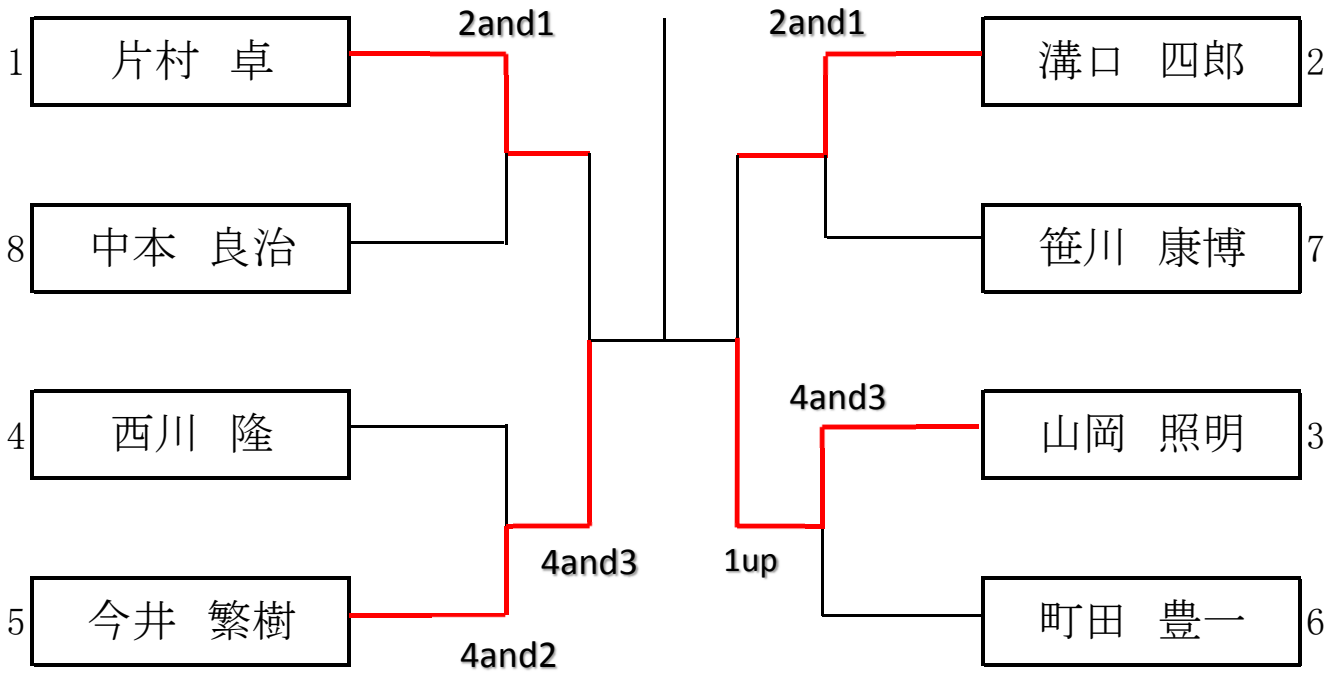 2and1
2and1
1
片村 卓
溝口 四郎
2
8
中本 良治
笹川 康博
7
4and3
4
西川 隆
山岡 照明
3
4and3
1up
5
今井 繁樹
町田 豊一
6
4and2